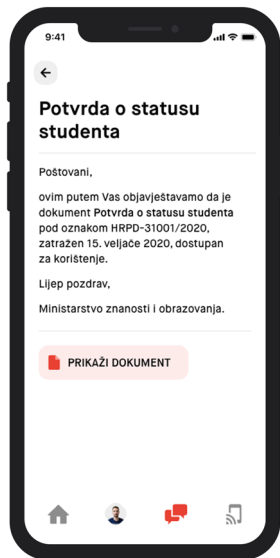 9:41
Potvrda o statusu
studenta
Poštovani,
ovim putem Vas objavještavamo da je
dokument Potvrda o statusu studenta
pod oznakom HRPD-31001/2020,
zatražen 15. veljače 2020, dostupan
za korištenje.
Lijep pozdrav,
Ministarstvo znanosti i obrazovanja.
PRIKAŽI DOKUMENT